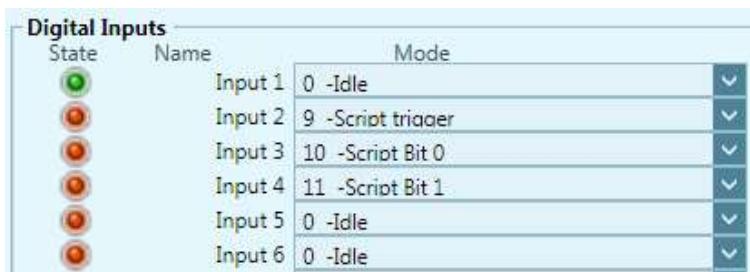 Digital Inputs
State Name Mode
Input 1 0 -Idle
Input 2 9 -Script trigger
Input 3 10 -Script Bit 0
Input 4 11 -Script Bit 1
Input 5 0 -Idle
Input 6 0 -Idle